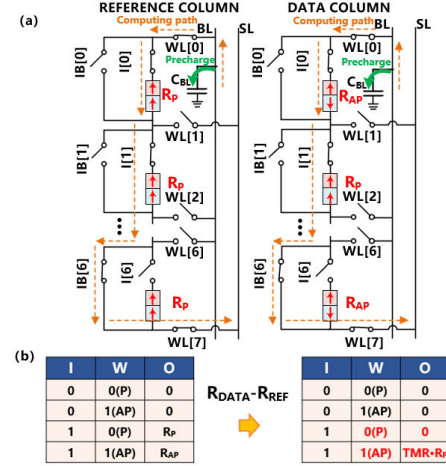 (a)
REFERENCE COLUMN
Computing path
BL
SL
WL[0]
Precharge
CBL
IB[0]
I[0]
RP
WL[1]
IB[1]
I[1]
RP
WL[2]
WL[6]
IB[6]
I[6]
RP
WL[7]
DATA COLUMN
Computing path
BL
SL
WL[0]
Precharge
CBL
IB[0]
I[0]
RAP
WL[1]
IB[1]
I[1]
RP
WL[2]
WL[6]
IB[6]
I[6]
RAP
WL[7]
(b)
I W O
0 0(P) 0
0 1(AP) 0
1 0(P) RP
1 1(AP) RAP
RDATA-RREF
I W O
0 0(P) 0
0 1(AP) 0
1 0(P) 0
1 1(AP) TMR•RP